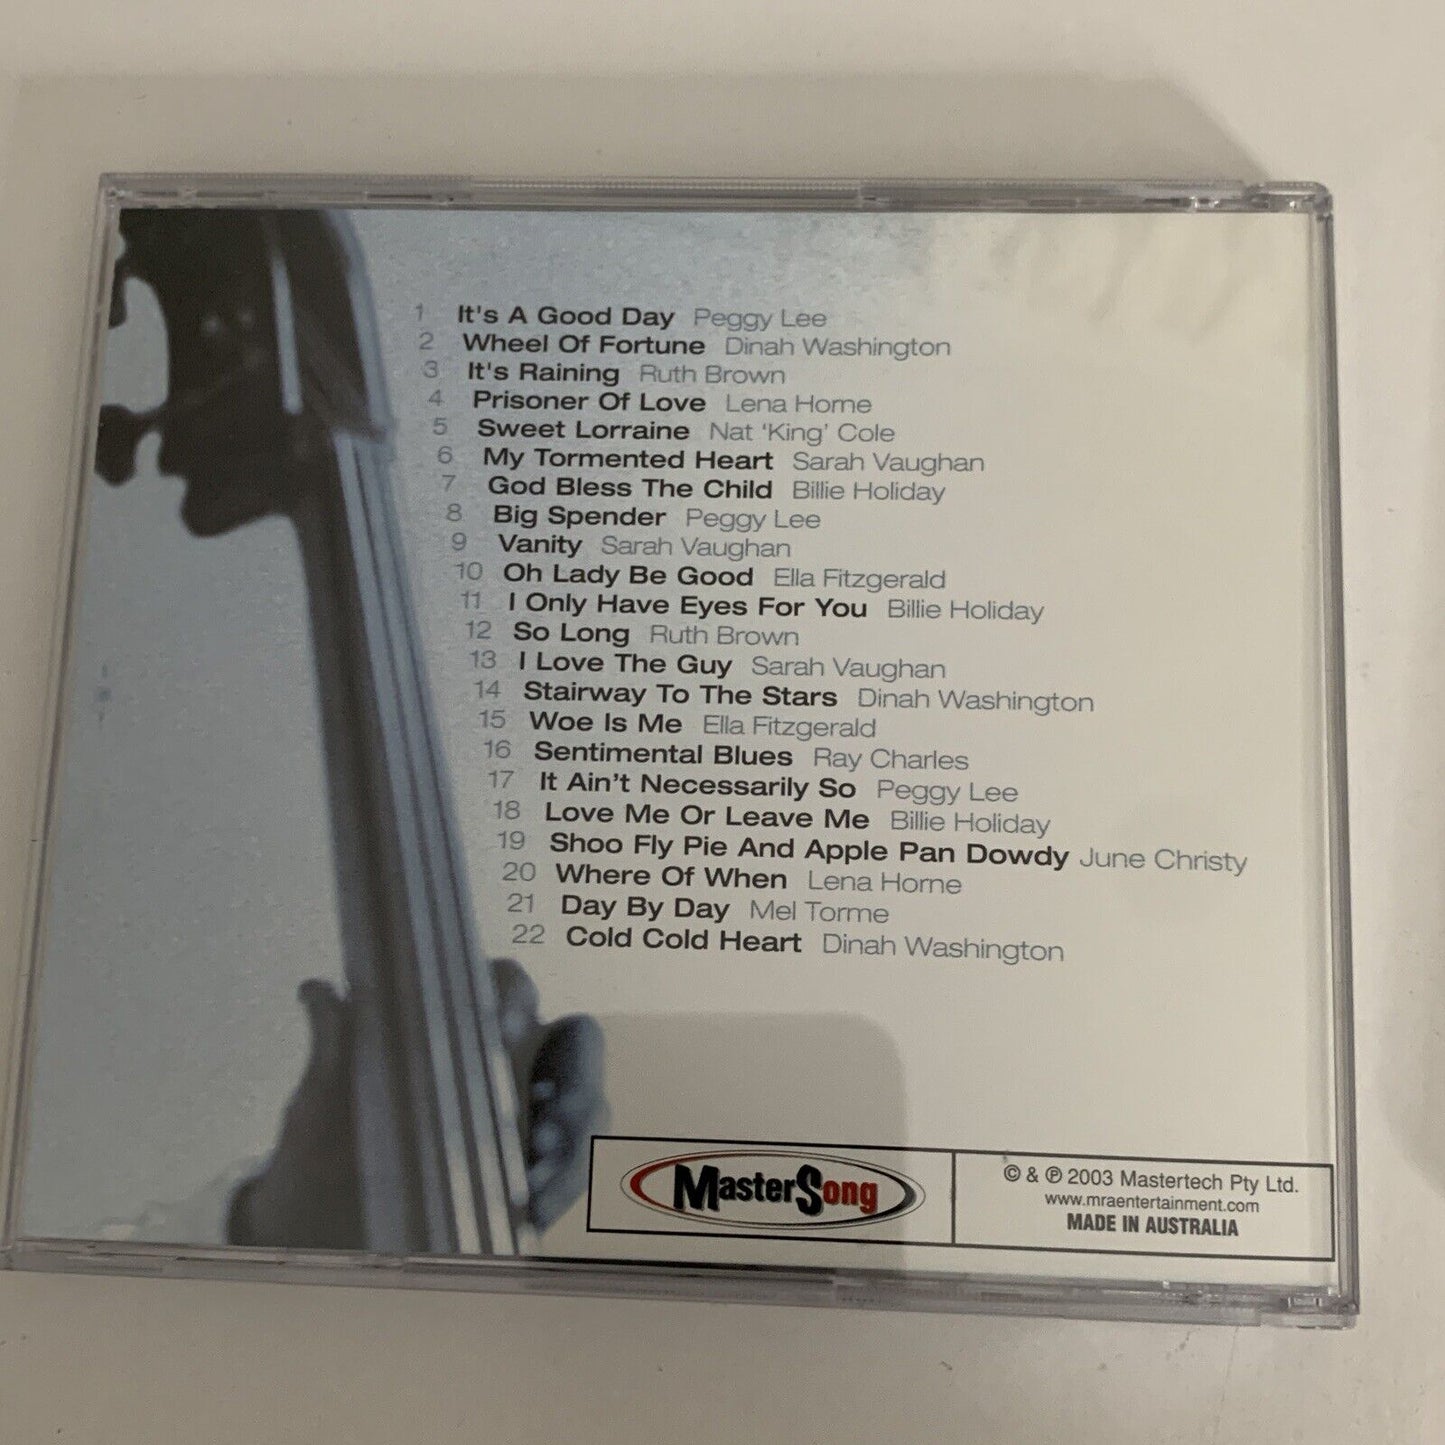 1 It's A Good Day Peggy Lee
2 Wheel Of Fortune Dinah Washington
3 It's Raining Ruth Brown
4 Prisoner Of Love Lena Horne
5 Sweet Lorraine Nat ‘King’ Cole
6 My Tormented Heart Sarah Vaughan
7 God Bless The Child Billie Holiday
8 Big Spender Peggy Lee
9 Vanity Sarah Vaughan
10 Oh Lady Be Good Ella Fitzgerald
11 I Only Have Eyes For You Billie Holiday
12 So Long Ruth Brown
13 I Love The Guy Sarah Vaughan
14 Stairway To The Stars Dinah Washington
15 Woe Is Me Ella Fitzgerald
16 Sentimental Blues Ray Charles
17 It Ain't Necessarily So Peggy Lee
18 Love Me Or Leave Me Billie Holiday
19 Shoo Fly Pie And Apple Pan Dowdy June Christy
20 Where Of When Lena Horne
21 Day By Day Mel Torme
22 Cold Cold Heart Dinah Washington
MasterSong
© & ℗ 2003 Mastertech Pty Ltd.
www.mraentertainment.com
MADE IN AUSTRALIA